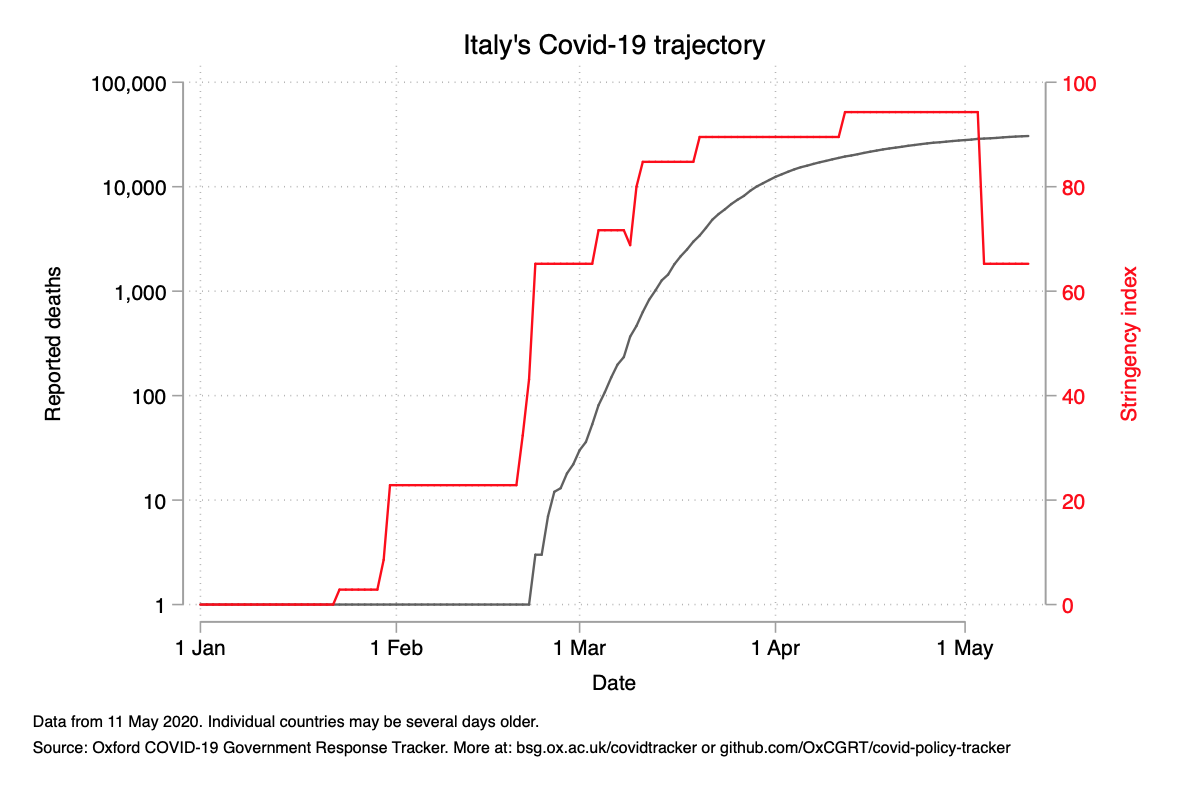 Italy's Covid-19 trajectory
100,000
10,000
1,000
100
10
1
Reported deaths
100
80
60
40
20
0
Stringency index
1 Jan 1 Feb 1 Mar 1 Apr 1 May
Date
Data from 11 May 2020. Individual countries may be several days older.
Source: Oxford COVID-19 Government Response Tracker. More at: bsg.ox.ac.uk/covidtracker or github.com/OxCGRT/covid-policy-tracker